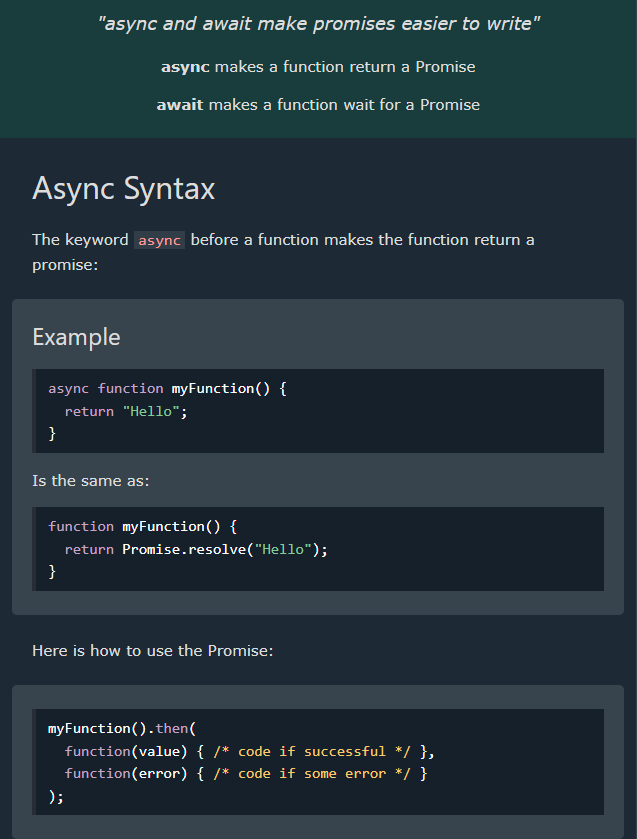 "async and await make promises easier to write"
async makes a function return a Promise
await makes a function wait for a Promise
Async Syntax
The keyword async before a function makes the function return a
promise:
Example
async function myFunction() {
  return "Hello";
}
Is the same as:
function myFunction() {
  return Promise.resolve("Hello");
}
Here is how to use the Promise:
myFunction().then(
  function(value) { /* code if successful */ },
  function(error) { /* code if some error */ }
);